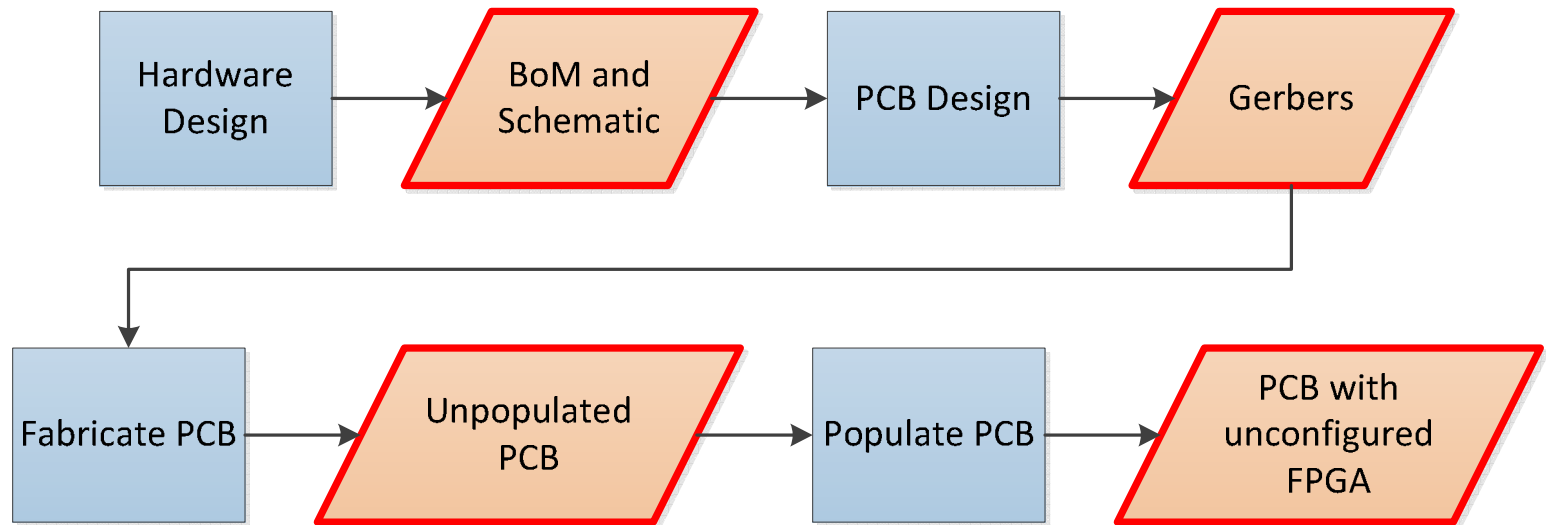 Hardware
Design
BoM and
Schematic
PCB Design
Gerbers
Fabricate PCB
Unpopulated
PCB
Populate PCB
PCB with
unconfigured
FPGA